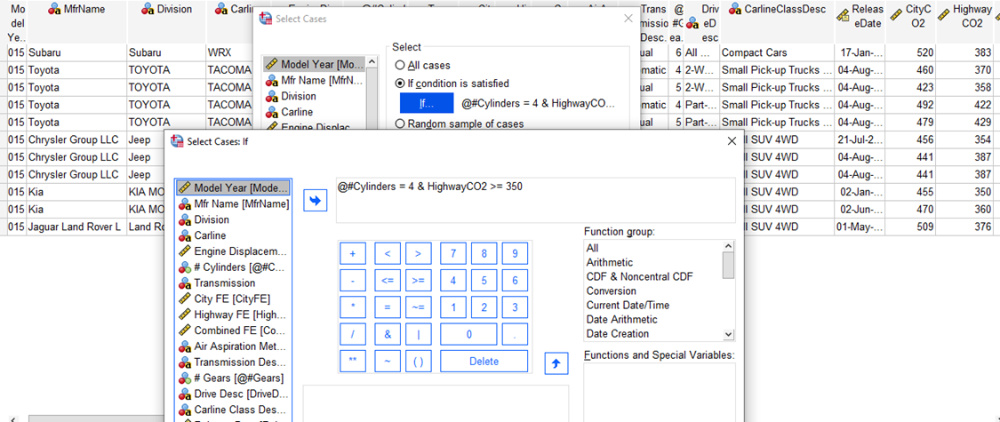 Mo del Ye... MfrName Division Carli Transmission Desc. @ #G ea. Driv eD esc CarlineClassDesc Releas eDate CityC O2 Highway CO2
015 Subaru Subaru WRX ual 6 All ... Compact Cars 17-Jan-... 520 383
015 Toyota TOYOTA TACOMA matic 4 2-W... Small Pick-up Trucks ... 04-Aug-... 460 370
015 Toyota TOYOTA TACOMA ual 5 2-W... Small Pick-up Trucks ... 04-Aug-... 423 358
015 Toyota TOYOTA TACOMA matic 4 Part-... Small Pick-up Trucks ... 04-Aug-... 492 422
015 Toyota TOYOTA TACOMA ual 5 Part-... Small Pick-up Trucks ... 04-Aug-... 479 429
015 Chrysler Group LLC Jeep ll SUV 4WD 21-Jul-2... 456 354
015 Chrysler Group LLC Jeep ll SUV 4WD 04-Aug-... 441 387
015 Chrysler Group LLC Jeep ll SUV 4WD 04-Aug-... 441 387
015 Kia KIA MO ll SUV 4WD 02-Jan-... 455 350
015 Kia KIA MO ll SUV 4WD 02-Jun-... 470 360
015 Jaguar Land Rover L Land Ro ll SUV 4WD 01-May-... 509 376
Select Cases
Model Year [Mo...
Mfr Name [MfrN...
Division
Carline
Engine Displac
Select
All cases
If condition is satisfied
If... @#Cylinders = 4 & HighwayCO...
Random sample of cases
Select Cases: If
Model Year [Mode...
Mfr Name [MfrName]
Division
Carline
Engine Displacem...
# Cylinders [@#C...
Transmission
City FE [CityFE]
Highway FE [High...
Combined FE [Co...
Air Aspiration Met...
Transmission Des...
# Gears [@#Gears]
Drive Desc [DriveD...
Carline Class Des...
@#Cylinders = 4 & HighwayCO2 >= 350
+ < > 7 8 9
- <= >= 4 5 6
* = ~= 1 2 3
/ & | 0 .
** ~ ( ) Delete
Function group:
All
Arithmetic
CDF & Noncentral CDF
Conversion
Current Date/Time
Date Arithmetic
Date Creation
Functions and Special Variables: